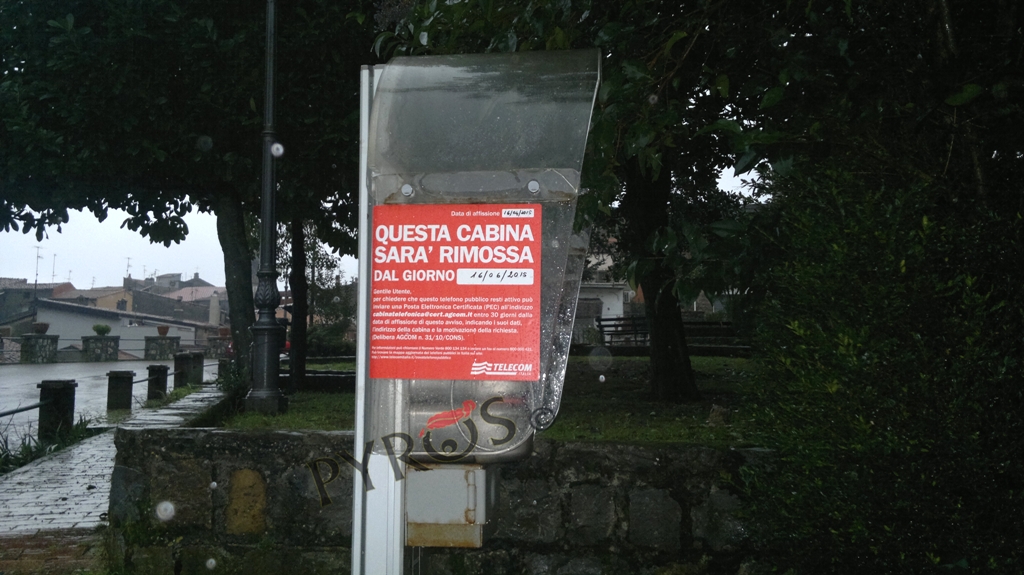 Data di affissione 16/04/2015
QUESTA CABINA
SARA' RIMOSSA
DAL GIORNO 16/06/2015
Gentile Utente,
per chiedere che questo telefono pubblico resti attivo può
inviare una Posta Elettronica Certificata (PEC) all'indirizzo
cabinatelefonica@cert.agcom.it entro 30 giorni dalla
data di affissione di questo avviso, indicando i suoi dati,
l'indirizzo della cabina e la motivazione della richiesta.
(Delibera AGCOM n. 31/10/CONS)
TELECOM
ITALIA
PYROS ©